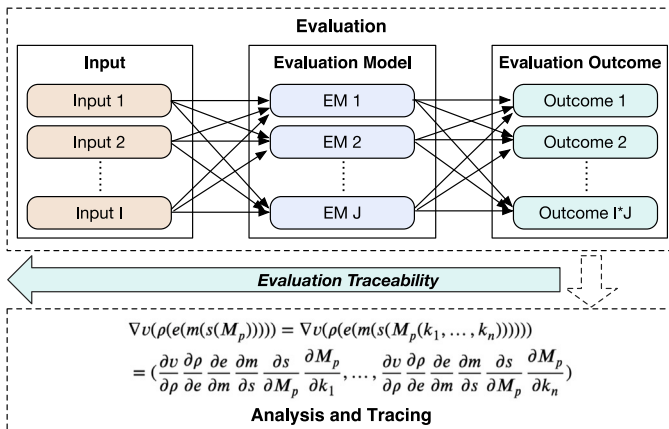 Evaluation
Input
Evaluation Model
Evaluation Outcome
Input 1
EM 1
Outcome 1
Input 2
EM 2
Outcome 2
Input I
EM J
Outcome I*J
Evaluation Traceability
∇v(ρ(e(m(s(M_p))))) = ∇v(ρ(e(m(s(M_p(k_1, . . . , k_n))))))
= (∂v/∂ρ ∂ρ/∂e ∂e/∂m ∂m/∂s ∂s/∂M_p ∂M_p/∂k_1, . . . , ∂v/∂ρ ∂ρ/∂e ∂e/∂m ∂m/∂s ∂s/∂M_p ∂M_p/∂k_n)
Analysis and Tracing